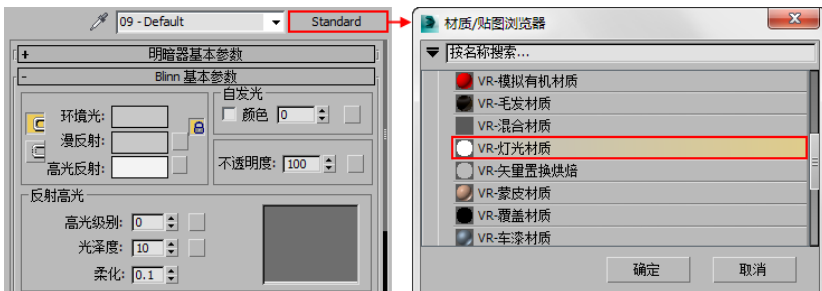 09 - Default
Standard
+ 明暗器基本参数
- Blinn 基本参数
环境光:
漫反射:
高光反射:
自发光
颜色 0
不透明度: 100
反射高光
高光级别: 0
光泽度: 10
柔化: 0.1
材质/贴图浏览器
按名称搜索...
VR-模拟有机材质
VR-毛发材质
VR-混合材质
VR-灯光材质
VR-矢量置换烘焙
VR-蒙皮材质
VR-覆盖材质
VR-车漆材质
确定
取消